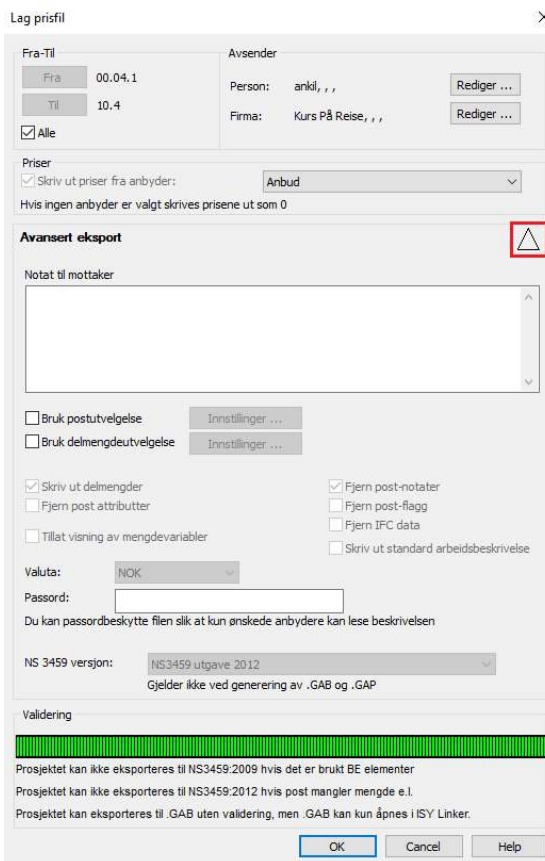 Lag prisfil
Fra-Til
Fra 00.04.1
Til 10.4
Alle
Avsender
Person: ankil, , , Rediger ...
Firma: Kurs På Reise, , , Rediger ...
Priser
Skriv ut priser fra anbyder: Anbud
Hvis ingen anbyder er valgt skrives prisene ut som 0
Avansert eksport
Notat til mottaker
Bruk postutvelgelse Innstillinger ...
Bruk delmengdeutvelgelse Innstillinger ...
Skriv ut delmengder
Fjern post attributter
Tillat visning av mengdevariabler
Fjern post-notater
Fjern post-flagg
Fjern IFC data
Skriv ut standard arbeidsbeskrivelse
Valuta: NOK
Passord:
Du kan passordbeskytte filen slik at kun ønskede anbydere kan lese beskrivelsen
NS 3459 versjon: NS3459 utgave 2012
Gjelder ikke ved generering av .GAB og .GAP
Validering
Prosjektet kan ikke eksporteres til NS3459:2009 hvis det er brukt BE elementer
Prosjektet kan ikke eksporteres til NS3459:2012 hvis post mangler mengde e.l.
Prosjektet kan eksporteres til .GAB uten validering, men .GAB kan kun åpnes i ISY Linker.
OK Cancel Help